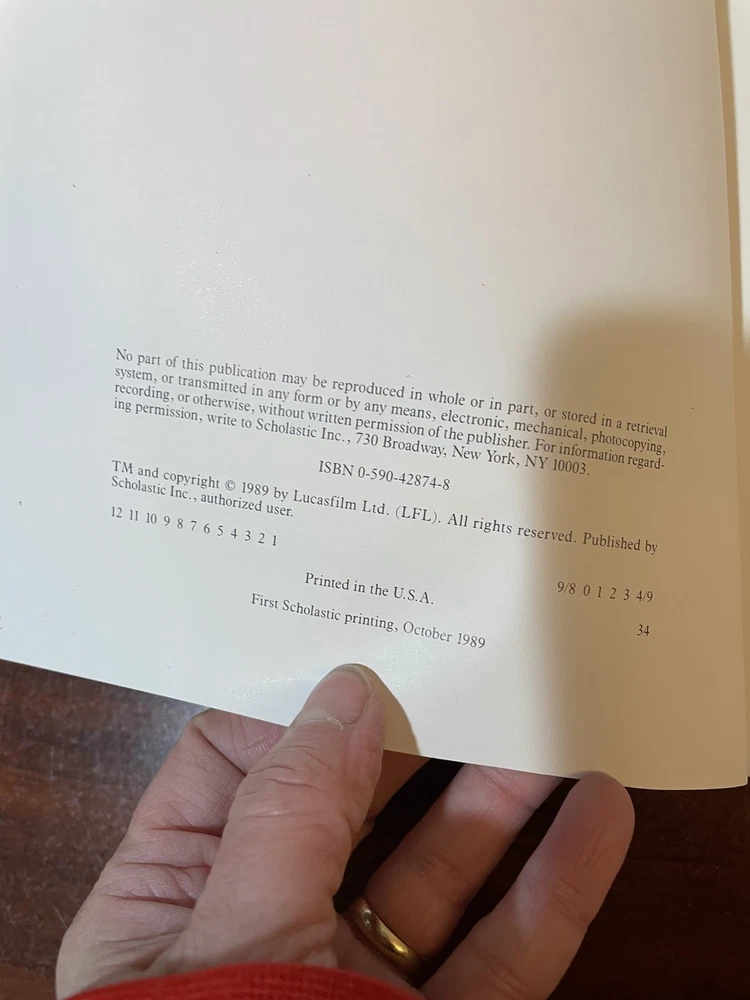 No part of this publication may be reproduced in whole or in part, or stored in a retrieval
system, or transmitted in any form or by any means, electronic, mechanical, photocopying,
recording, or otherwise, without written permission of the publisher. For information regard-
ing permission, write to Scholastic Inc., 730 Broadway, New York, NY 10003.
ISBN 0-590-42874-8
TM and copyright © 1989 by Lucasfilm Ltd. (LFL). All rights reserved. Published by
Scholastic Inc., authorized user.
12 11 10 9 8 7 6 5 4 3 2 1
9/8 0 1 2 3 4/9
Printed in the U.S.A.
34
First Scholastic printing, October 1989